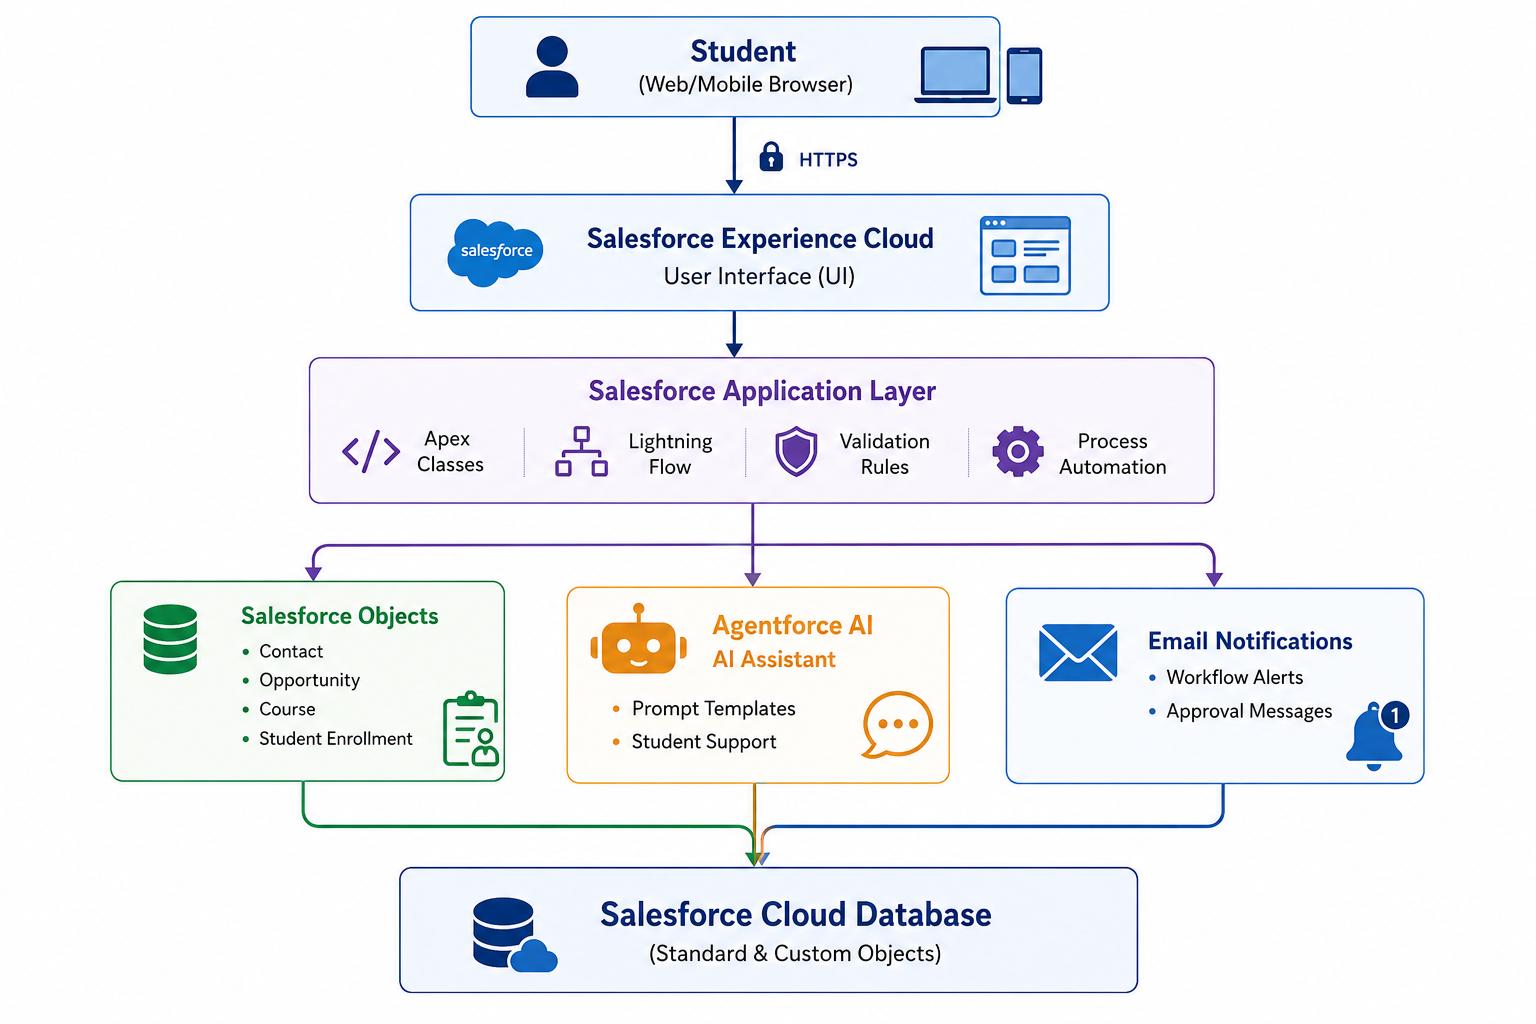 Student
(Web/Mobile Browser)
HTTPS
salesforce
Salesforce Experience Cloud
User Interface (UI)
Salesforce Application Layer
Apex
Classes
Lightning
Flow
Validation
Rules
Process
Automation
Salesforce Objects
• Contact
• Opportunity
• Course
• Student Enrollment
Agentforce AI
AI Assistant
• Prompt Templates
• Student Support
Email Notifications
• Workflow Alerts
• Approval Messages
1
Salesforce Cloud Database
(Standard & Custom Objects)